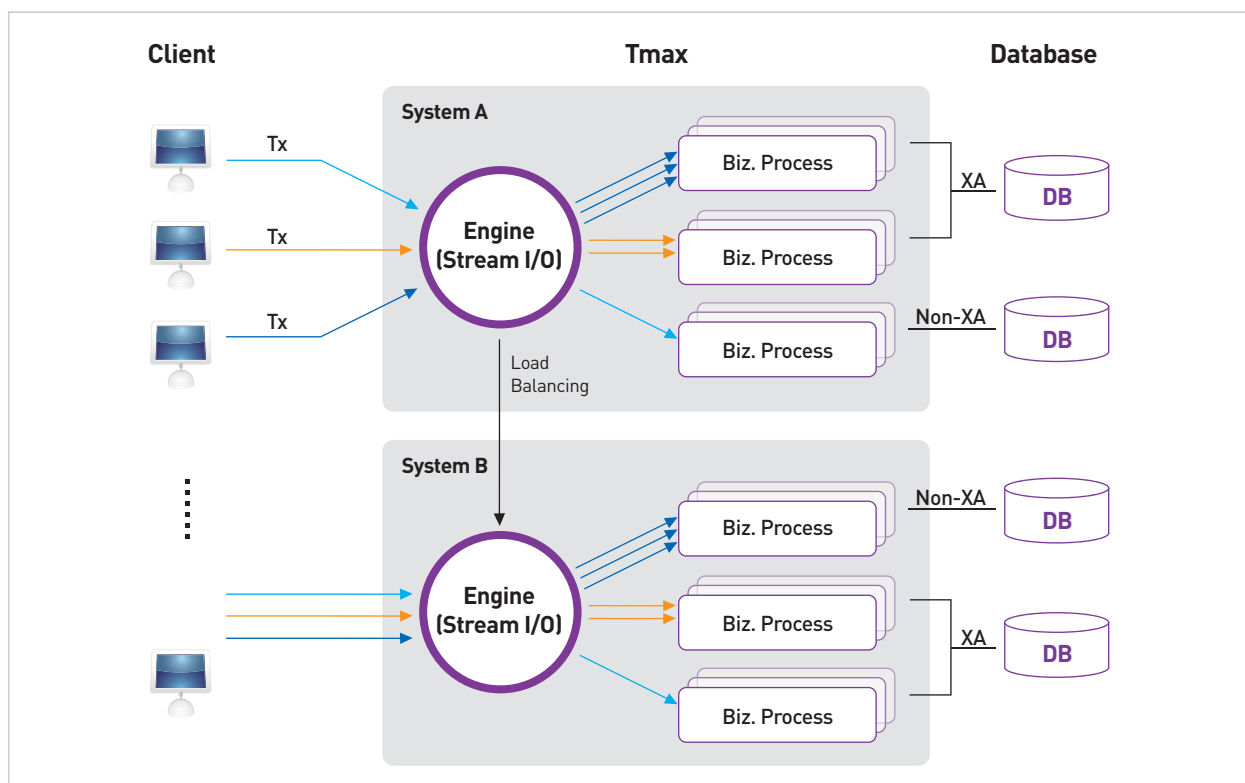 Client
Tmax
Database
System A
Tx
Tx
Tx
Engine
(Stream I/O)
Biz. Process
Biz. Process
Biz. Process
XA
DB
Non-XA
DB
Load
Balancing
System B
Engine
(Stream I/O)
Biz. Process
Biz. Process
Biz. Process
Non-XA
DB
XA
DB